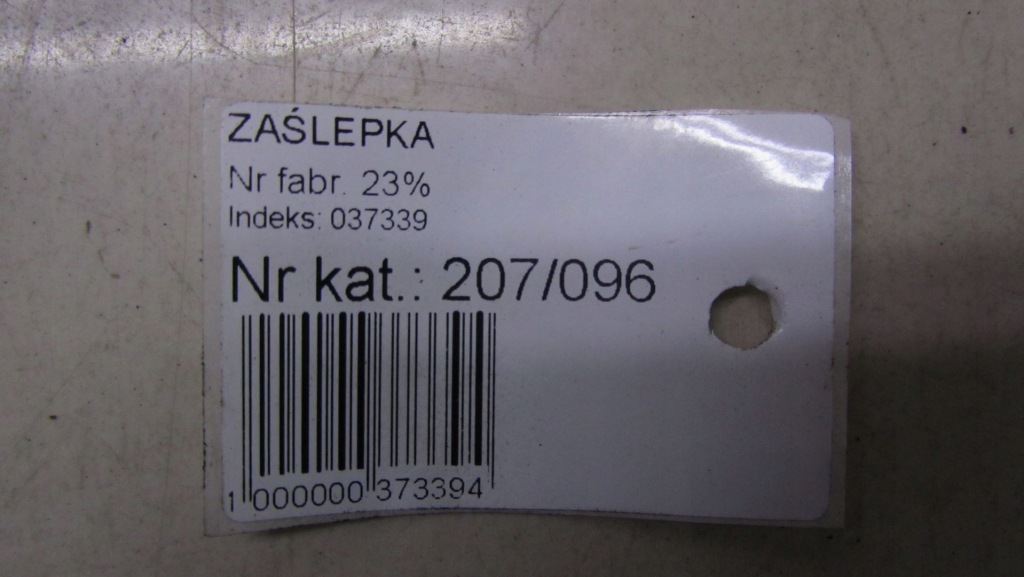 ZAŚLEPKA
Nr fabr. 23%
Indeks: 037339
Nr kat.: 207/096
1 000000 373394